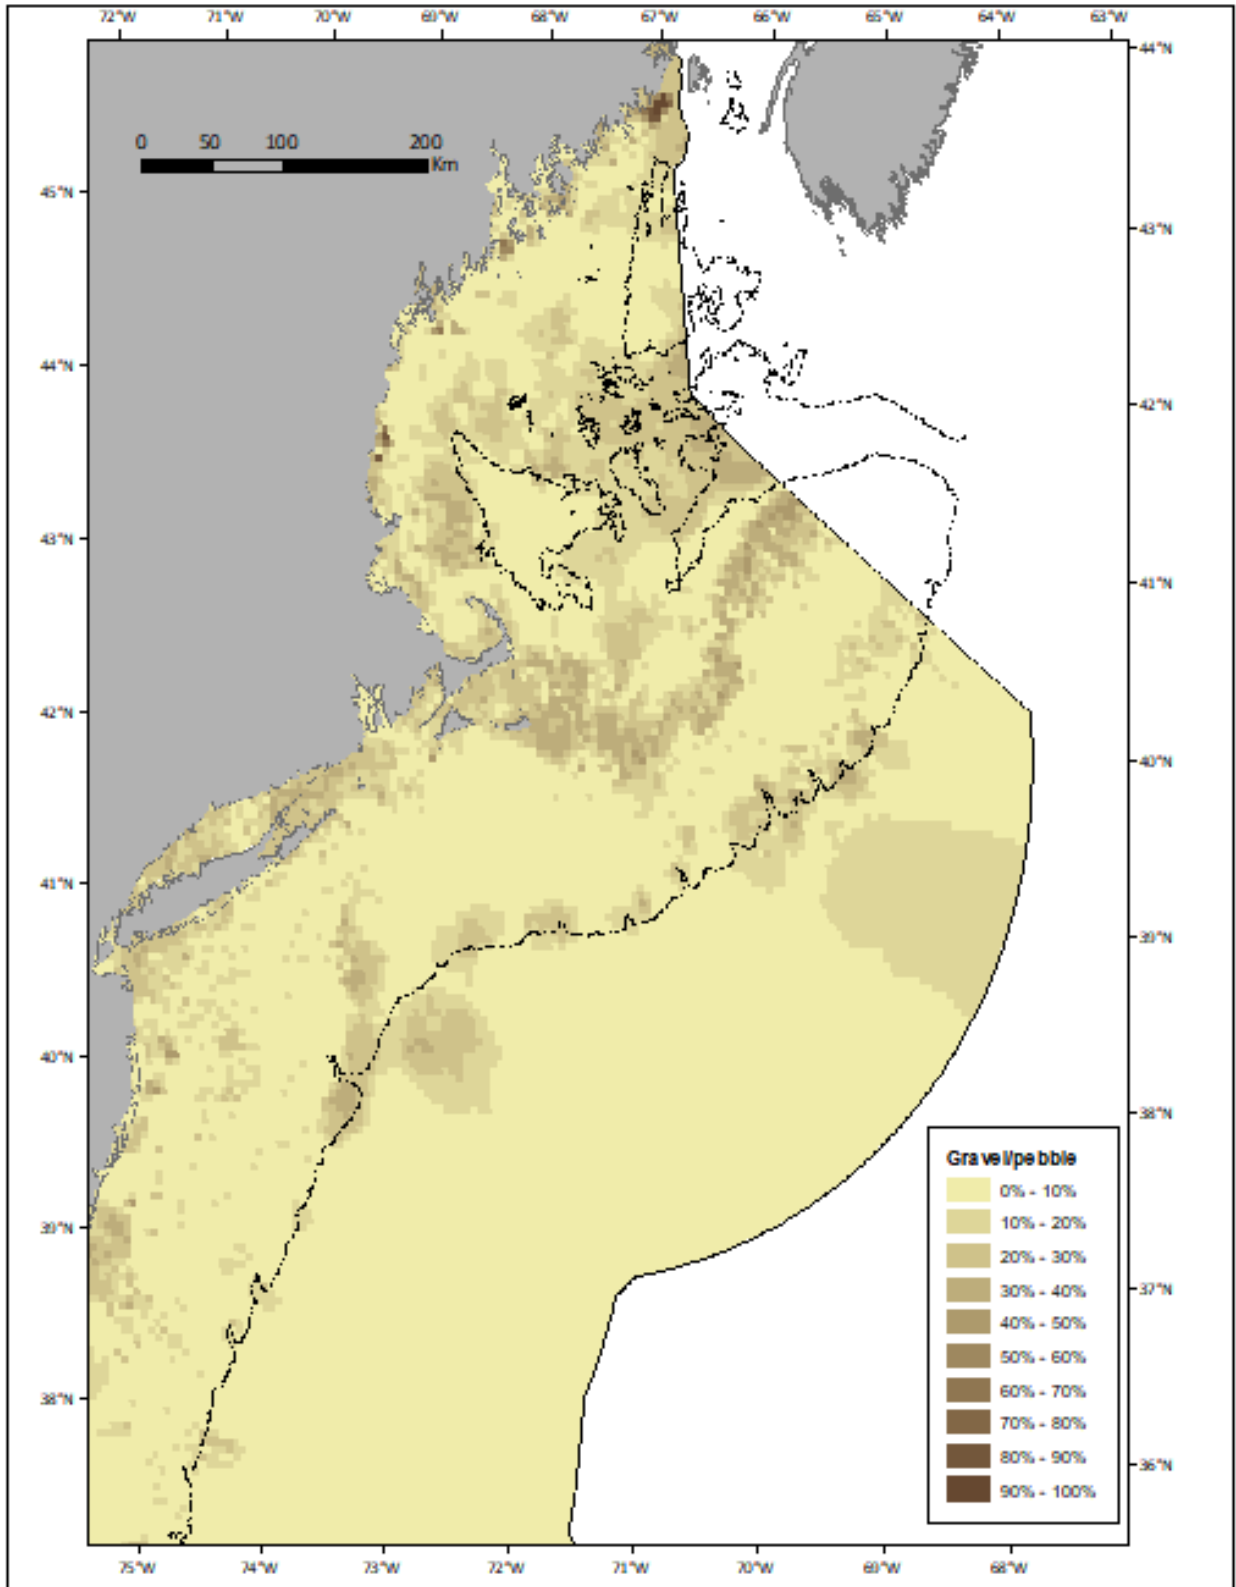 72°W 71°W 70°W 69°W 68°W 67°W 66°W 65°W 64°W 63°W
44°N
0 50 100 200
Km
45°N
43°N
44°N
42°N
43°N
41°N
42°N
40°N
41°N
39°N
40°N
38°N
Gravel/pebble
0% - 10%
10% - 20%
39°N
20% - 30%
37°N
30% - 40%
40% - 50%
50% - 60%
60% - 70%
38°N
70% - 80%
80% - 90%
36°N
90% - 100%
75°W 74°W 73°W 72°W 71°W 70°W 69°W 68°W